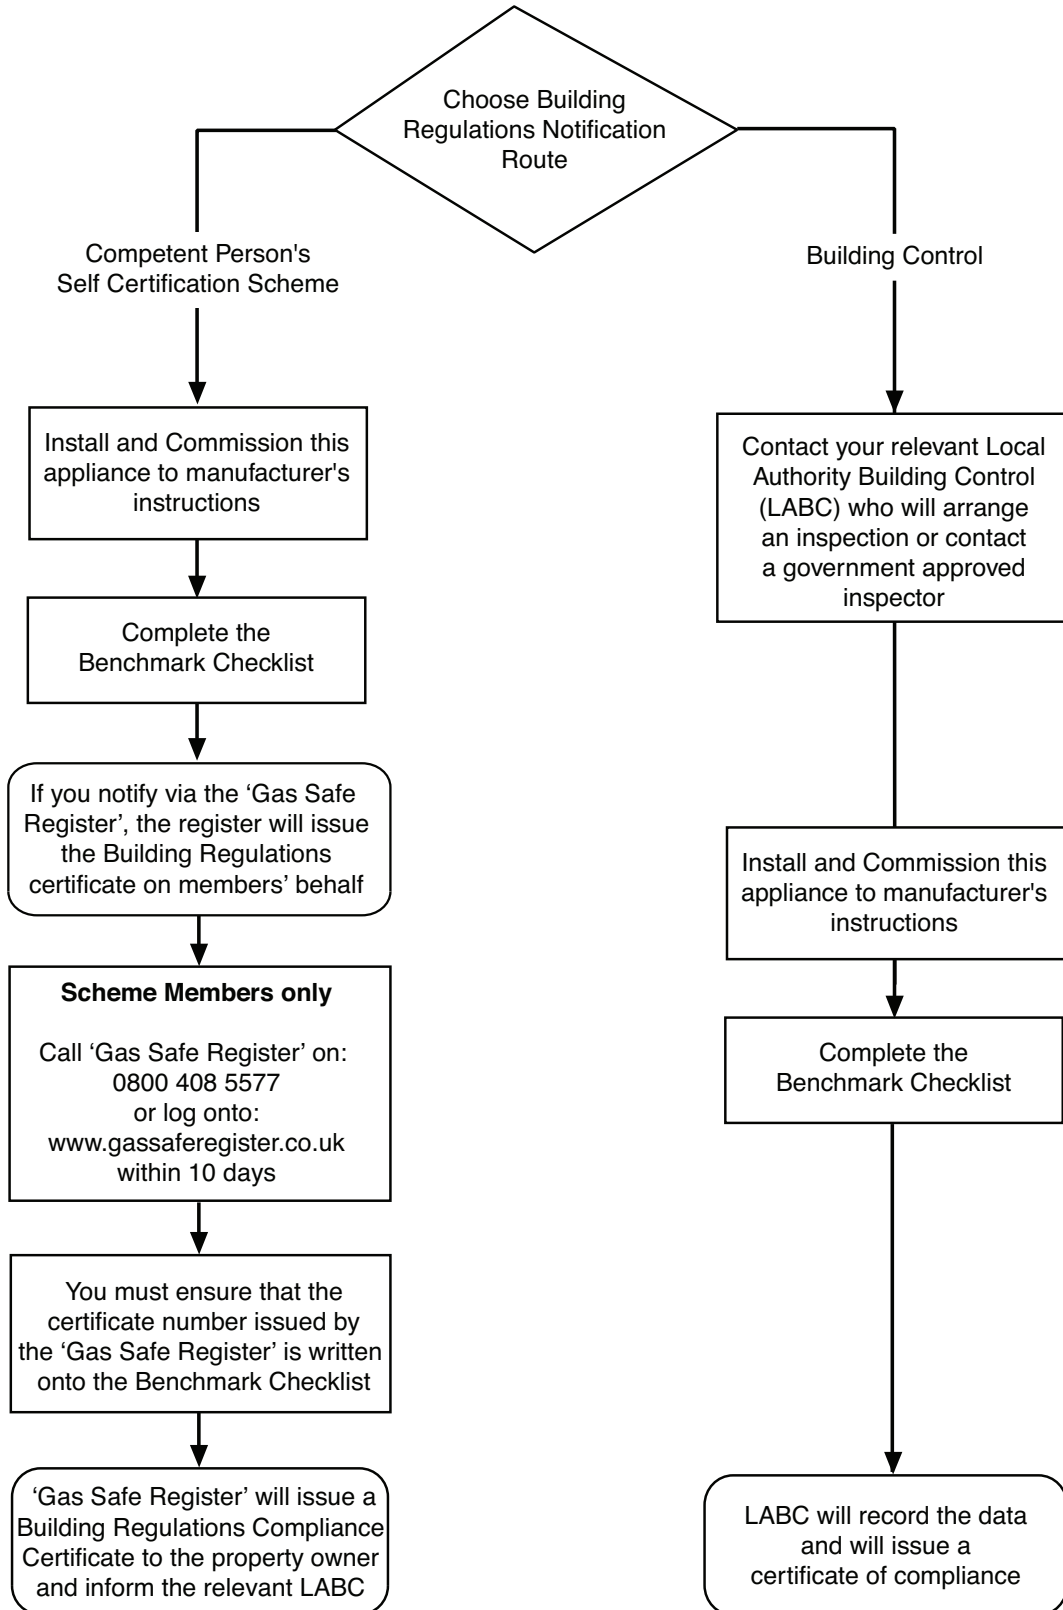 Choose Building
Regulations Notification
Route
Competent Person's
Self Certification Scheme
Building Control
Install and Commission this
appliance to manufacturer's
instructions
Complete the
Benchmark Checklist
If you notify via the ‘Gas Safe
Register’, the register will issue
the Building Regulations
certificate on members’ behalf
Scheme Members only
Call ‘Gas Safe Register’ on:
0800 408 5577
or log onto:
www.gassaferegister.co.uk
within 10 days
You must ensure that the
certificate number issued by
the ‘Gas Safe Register’ is written
onto the Benchmark Checklist
‘Gas Safe Register’ will issue a
Building Regulations Compliance
Certificate to the property owner
and inform the relevant LABC
Contact your relevant Local
Authority Building Control
(LABC) who will arrange
an inspection or contact
a government approved
inspector
Install and Commission this
appliance to manufacturer's
instructions
Complete the
Benchmark Checklist
LABC will record the data
and will issue a
certificate of compliance